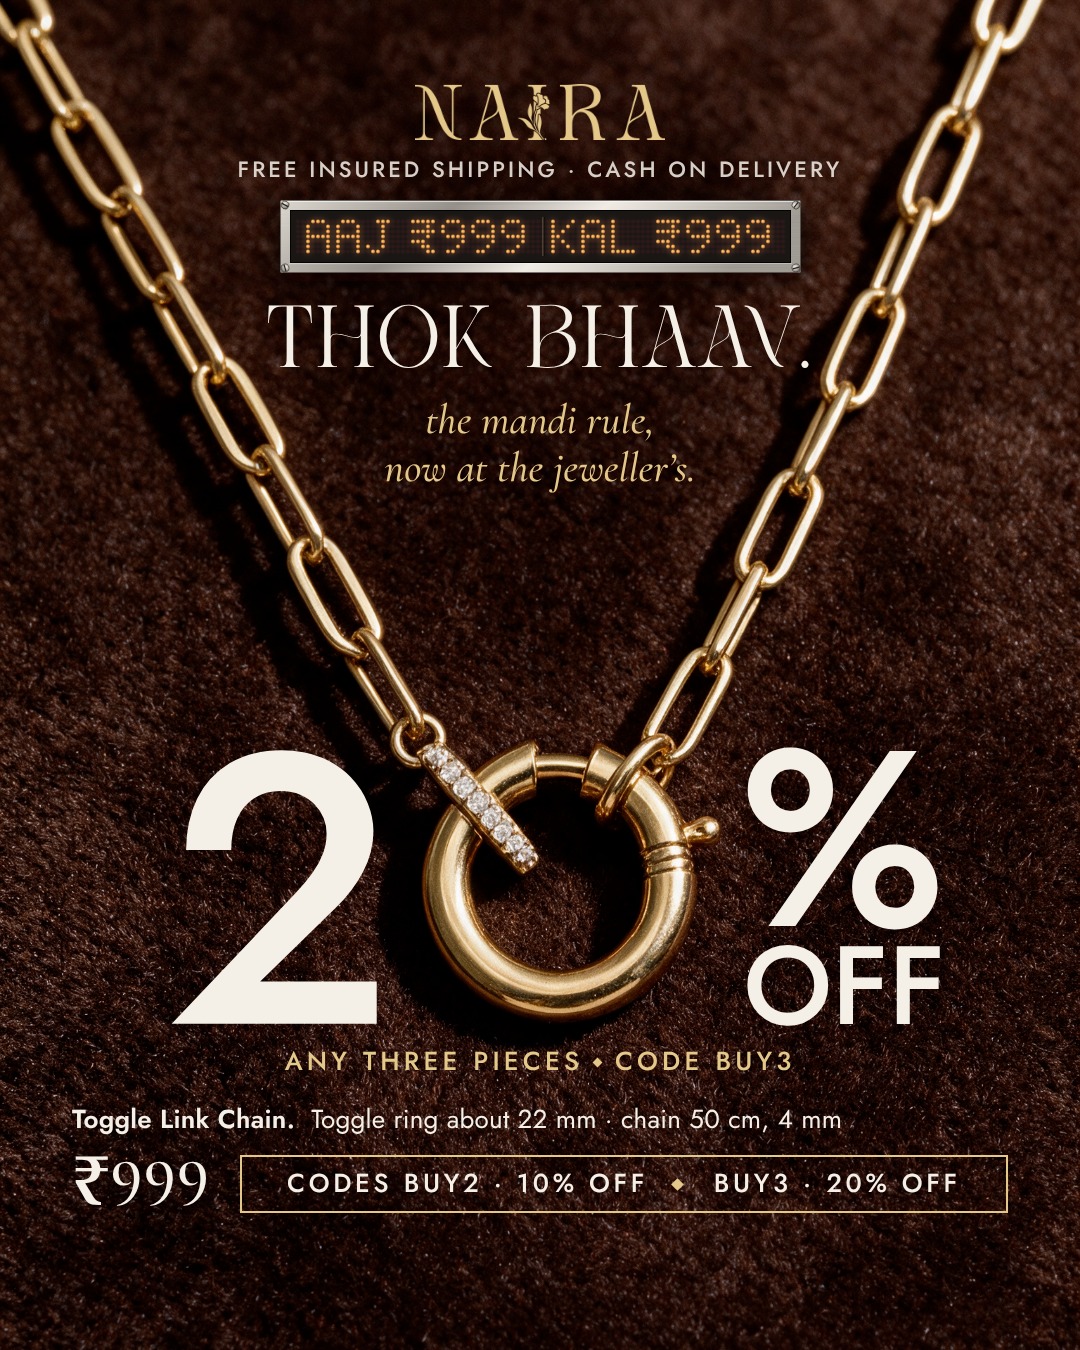 NAIRA
FREE INSURED SHIPPING · CASH ON DELIVERY
AAJ ₹999 | KAL ₹999
THOK BHAAV.
the mandi rule,
now at the jeweller's.
2 %
OFF
ANY THREE PIECES ◆ CODE BUY3
Toggle Link Chain. Toggle ring about 22 mm · chain 50 cm, 4 mm
₹999 CODES BUY2 · 10% OFF ◆ BUY3 · 20% OFF